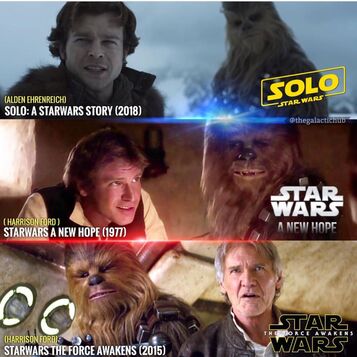 (ALDEN EHRENREICH)
SOLO: A STARWARS STORY (2018)
SOLO
STAR WARS
@thegalactichub
( HARRISON FORD )
STARWARS A NEW HOPE (1977)
STAR
WARS
A NEW HOPE
(HARRISON FORD)
STARWARS THE FORCE AWAKENS (2015)
STAR
THE FORCE AWAKENS
WARS